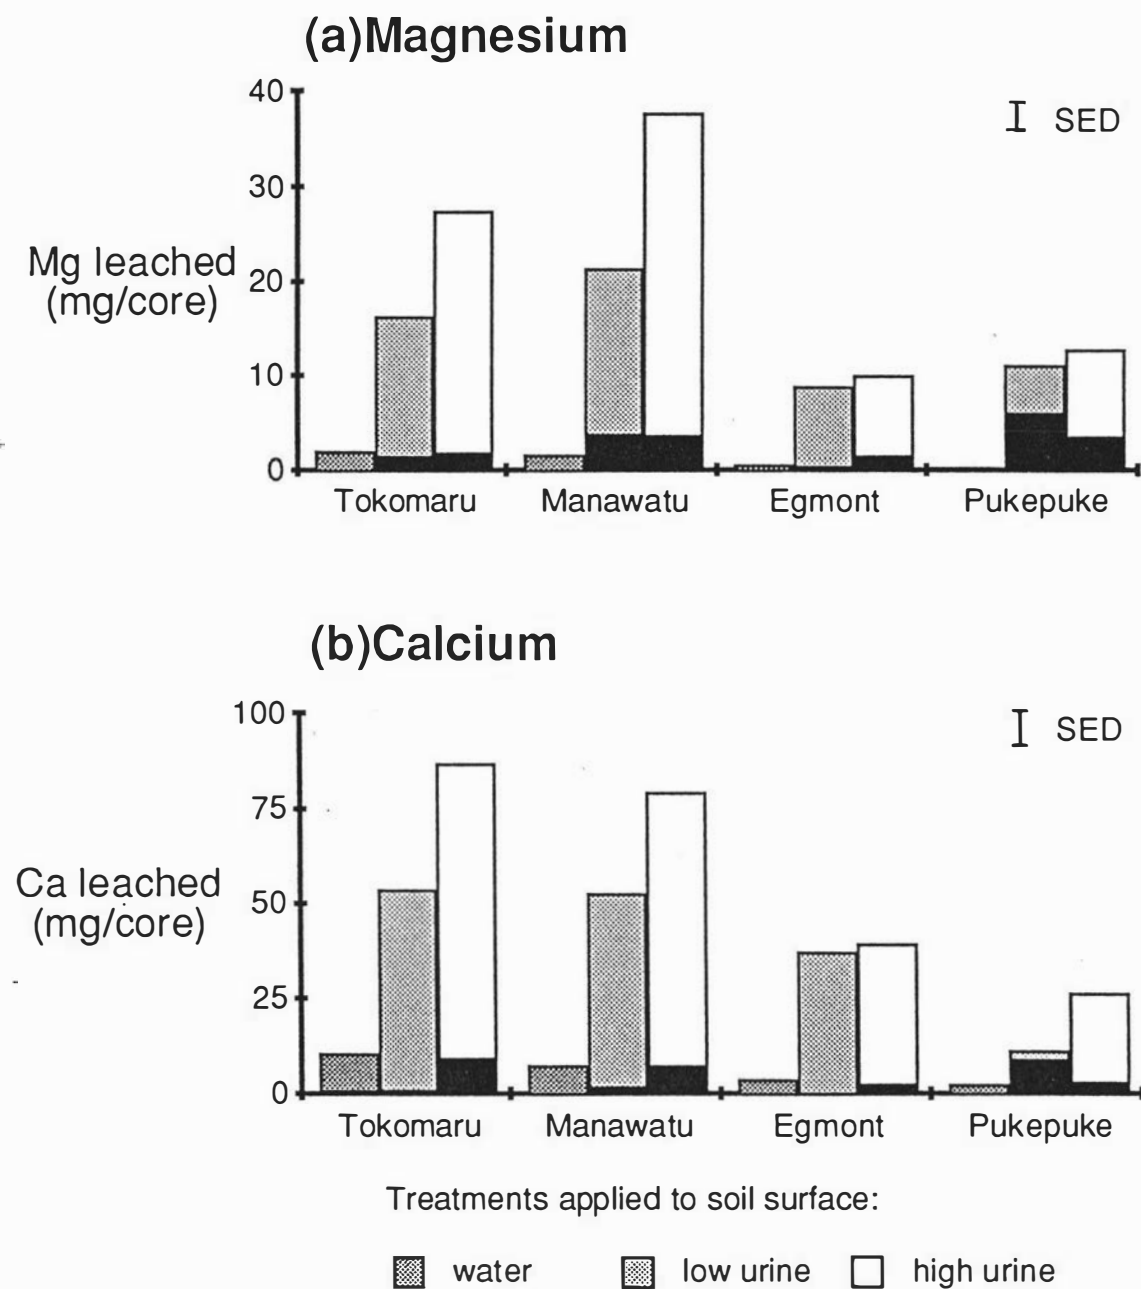 (a)Magnesium
40
30
20
10
0
Mg leached
(mg/core)
SED
Tokomaru Manawatu Egmont Pukepuke
(b)Calcium
100
75
50
25
0
Ca leached
(mg/core)
SED
Tokomaru Manawatu Egmont Pukepuke
Treatments applied to soil surface:
water low urine high urine